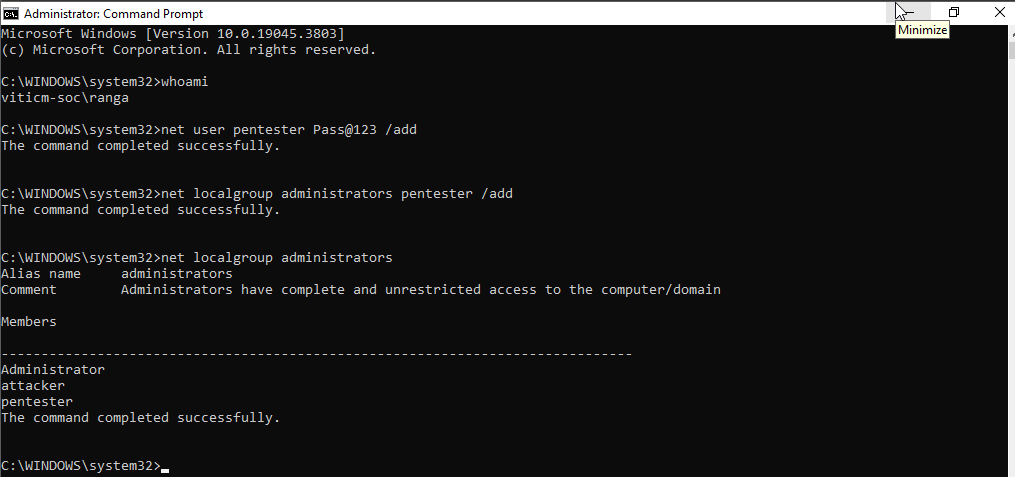 Administrator: Command Prompt
Minimize
Microsoft Windows [Version 10.0.19045.3803]
(c) Microsoft Corporation. All rights reserved.
C:\WINDOWS\system32>whoami
viticm-soc\ranga
C:\WINDOWS\system32>net user pentester Pass@123 /add
The command completed successfully.
C:\WINDOWS\system32>net localgroup administrators pentester /add
The command completed successfully.
C:\WINDOWS\system32>net localgroup administrators
Alias name     administrators
Comment        Administrators have complete and unrestricted access to the computer/domain
Members
-------------------------------------------------------------------------------
Administrator
attacker
pentester
The command completed successfully.
C:\WINDOWS\system32>